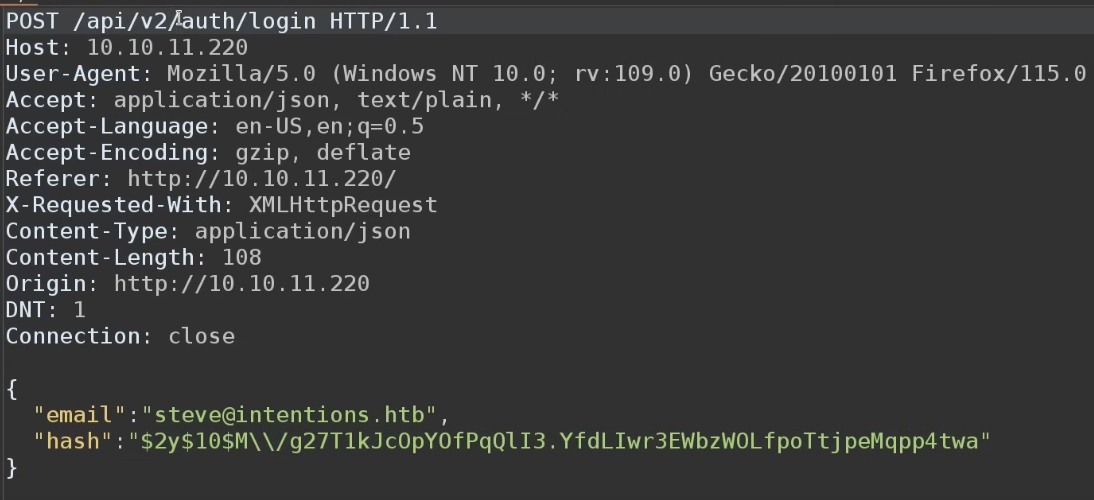 POST /api/v2/auth/login HTTP/1.1
Host: 10.10.11.220
User-Agent: Mozilla/5.0 (Windows NT 10.0; rv:109.0) Gecko/20100101 Firefox/115.0
Accept: application/json, text/plain, */*
Accept-Language: en-US,en;q=0.5
Accept-Encoding: gzip, deflate
Referer: http://10.10.11.220/
X-Requested-With: XMLHttpRequest
Content-Type: application/json
Content-Length: 108
Origin: http://10.10.11.220
DNT: 1
Connection: close
{
"email":"steve@intentions.htb",
"hash":"$2y$10$M\\/g27T1kJcOpYOfPqQlI3.YfdLIwr3EWbzWOLfpoTtjpeMqpp4twa"
}